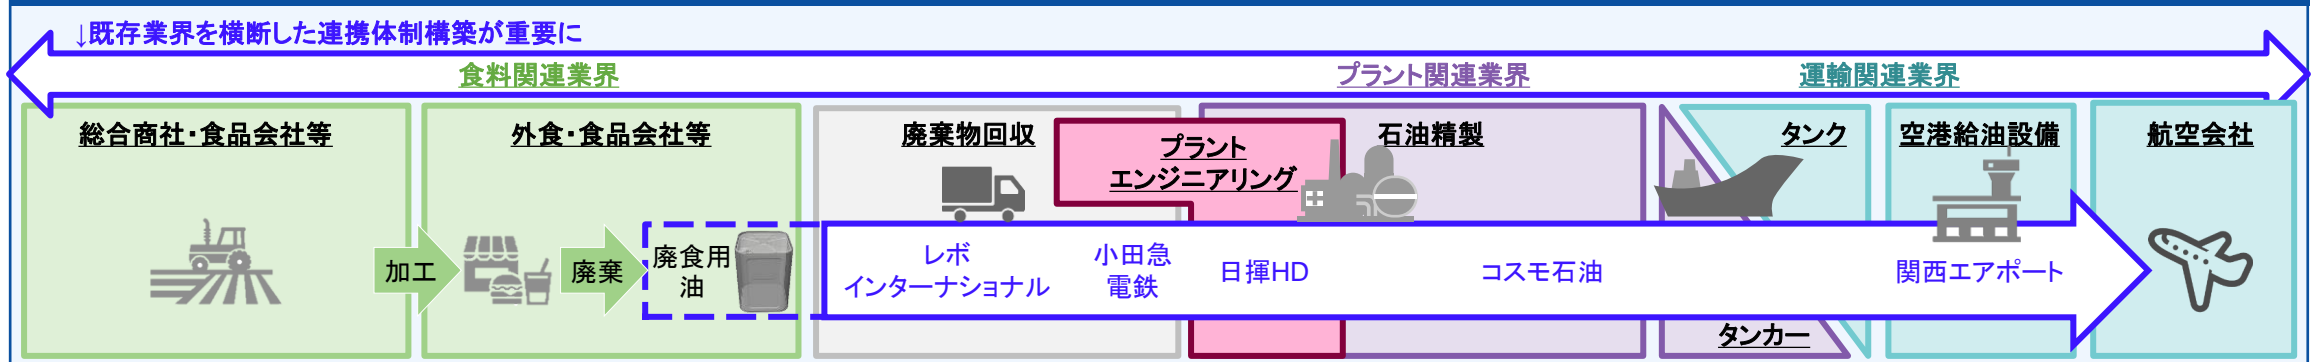 ↓既存業界を横断した連携体制構築が重要に
食料関連業界
プラント関連業界
運輸関連業界
総合商社・食品会社等
外食・食品会社等
廃棄物回収
プラント
エンジニアリング
石油精製
タンク
空港給油設備
航空会社
加工
廃棄
廃食用
油
レボ
インターナショナル
小田急
電鉄
日揮HD
コスモ石油
関西エアポート
タンカー